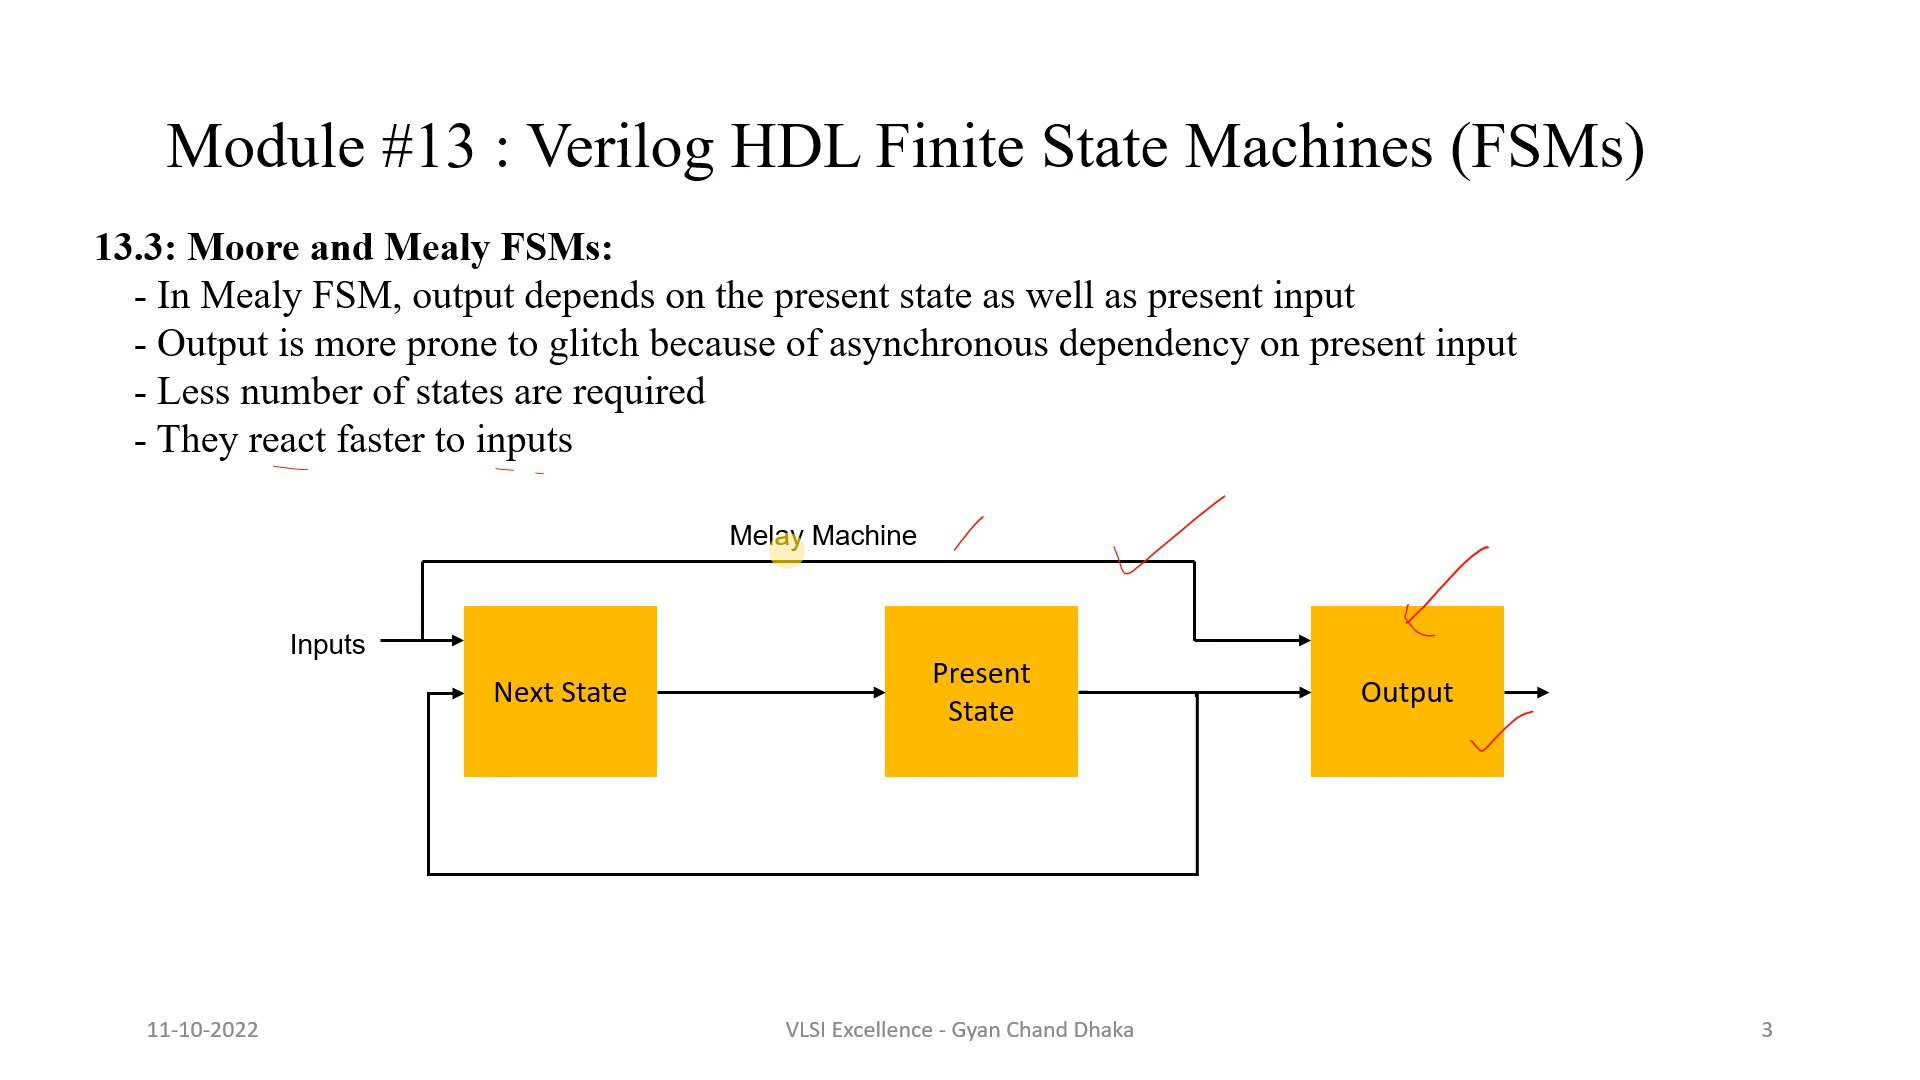 Module #13 : Verilog HDL Finite State Machines (FSMs)
13.3: Moore and Mealy FSMs:
- In Mealy FSM, output depends on the present state as well as present input
- Output is more prone to glitch because of asynchronous dependency on present input
- Less number of states are required
- They react faster to inputs
Melay Machine
Inputs
Next State
Present
State
Output
11-10-2022
VLSI Excellence - Gyan Chand Dhaka
3